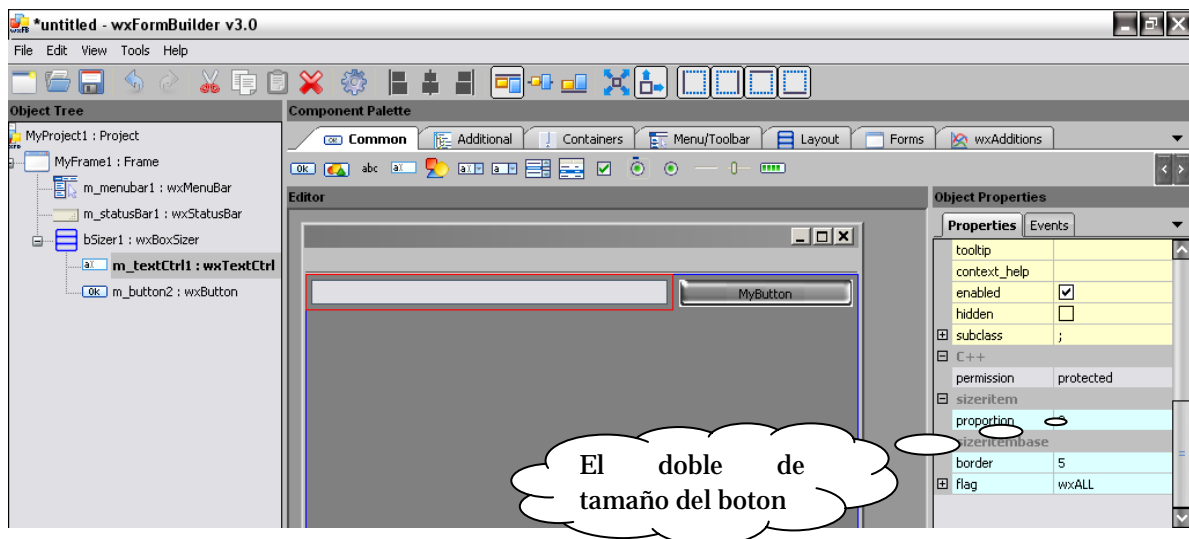 *untitled - wxFormBuilder v3.0
File Edit View Tools Help
Object Tree
MyProject1 : Project
MyFrame1 : Frame
m_menubar1 : wxMenuBar
m_statusBar1 : wxStatusBar
bSizer1 : wxBoxSizer
m_textCtrl1 : wxTextCtrl
m_button2 : wxButton
Component Palette
Common Additional Containers Menu/Toolbar Layout Forms wxAdditions
Editor
MyButton
El doble de
tamaño del boton
Object Properties
Properties Events
tooltip
context_help
enabled
hidden
subclass ;
C++
permission protected
sizeritem
proportion
sizeritembase
border 5
flag wxALL